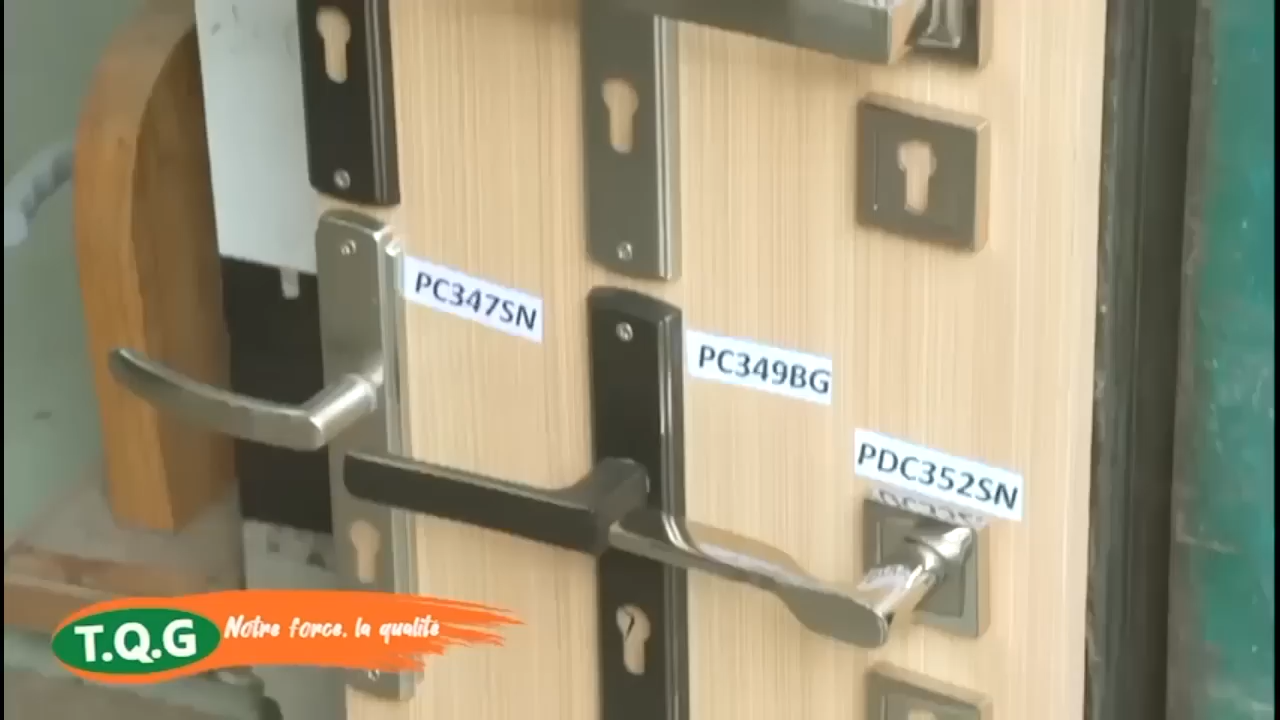 PC347SN
PC349BG
PDC352SN
T.Q.G
Notre force. la qualité